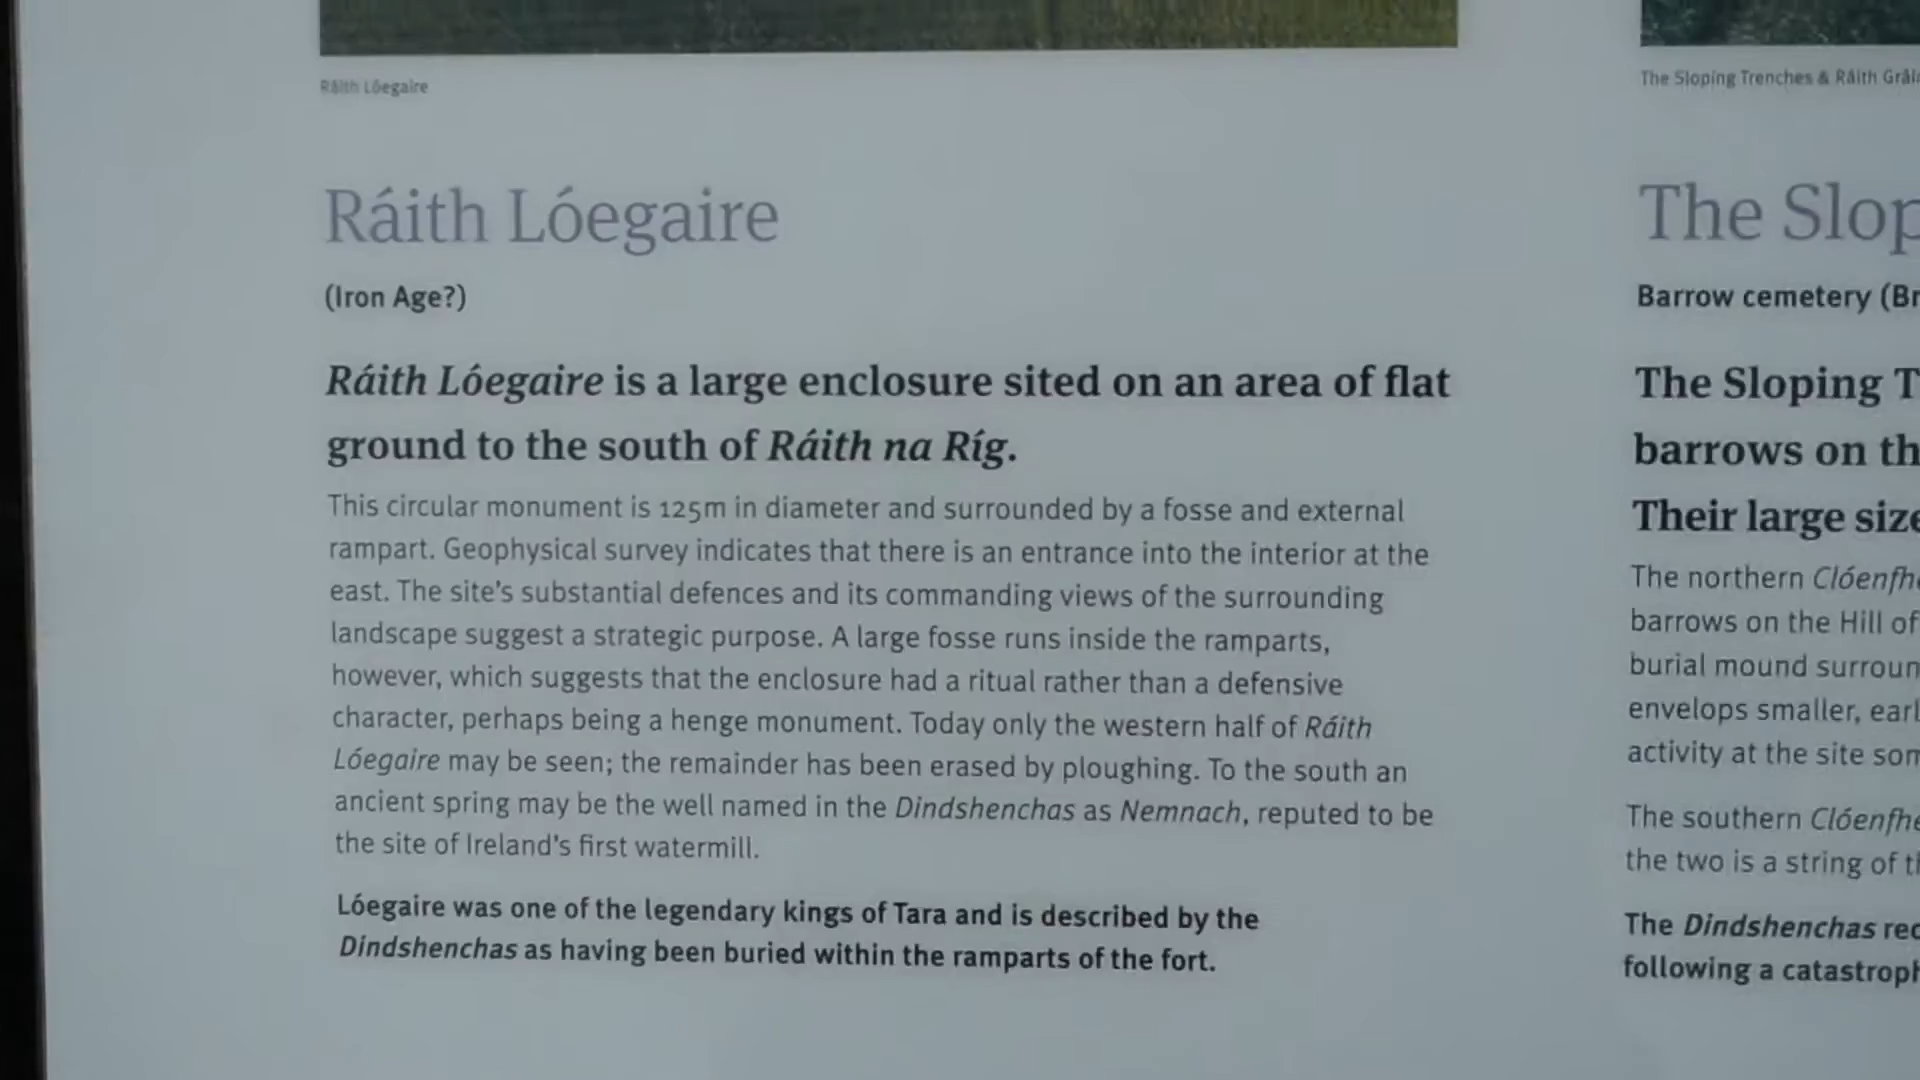 Ráith Lóegaire
Ráith Lóegaire
(Iron Age?)
Ráith Lóegaire is a large enclosure sited on an area of flat
ground to the south of Ráith na Ríg.
This circular monument is 125m in diameter and surrounded by a fosse and external
rampart. Geophysical survey indicates that there is an entrance into the interior at the
east. The site's substantial defences and its commanding views of the surrounding
landscape suggest a strategic purpose. A large fosse runs inside the ramparts,
however, which suggests that the enclosure had a ritual rather than a defensive
character, perhaps being a henge monument. Today only the western half of Ráith
Lóegaire may be seen; the remainder has been erased by ploughing. To the south an
ancient spring may be the well named in the Dindshenchas as Nemnach, reputed to be
the site of Ireland's first watermill.
Lóegaire was one of the legendary kings of Tara and is described by the
Dindshenchas as having been buried within the ramparts of the fort.
The Sloping Trenches & Ráith
The
Barrow cemetery
The Sloping
barrows on
Their large
The northern
barrows on the Hill of
burial mound
envelops smaller,
activity at the site
The southern
the two is a string of
The Dindshenchas
following a